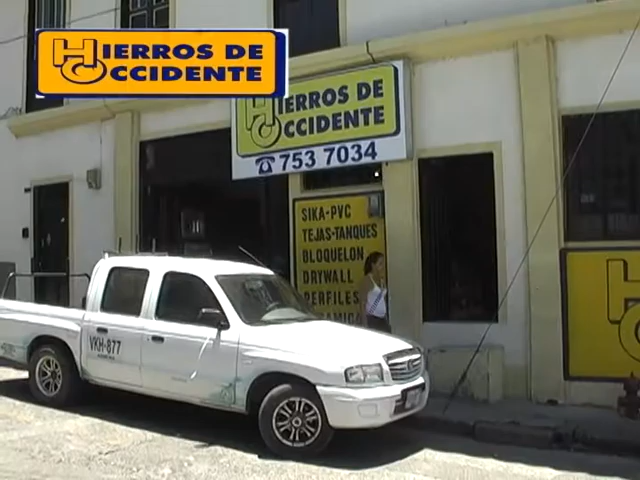 HIERROS DE
OCCIDENTE
HIERROS DE
OCCIDENTE
753 7034
SIKA-PVC
TEJAS-TANQUES
BLOQUELON
DRYWALL
PERFILES
VKH-877